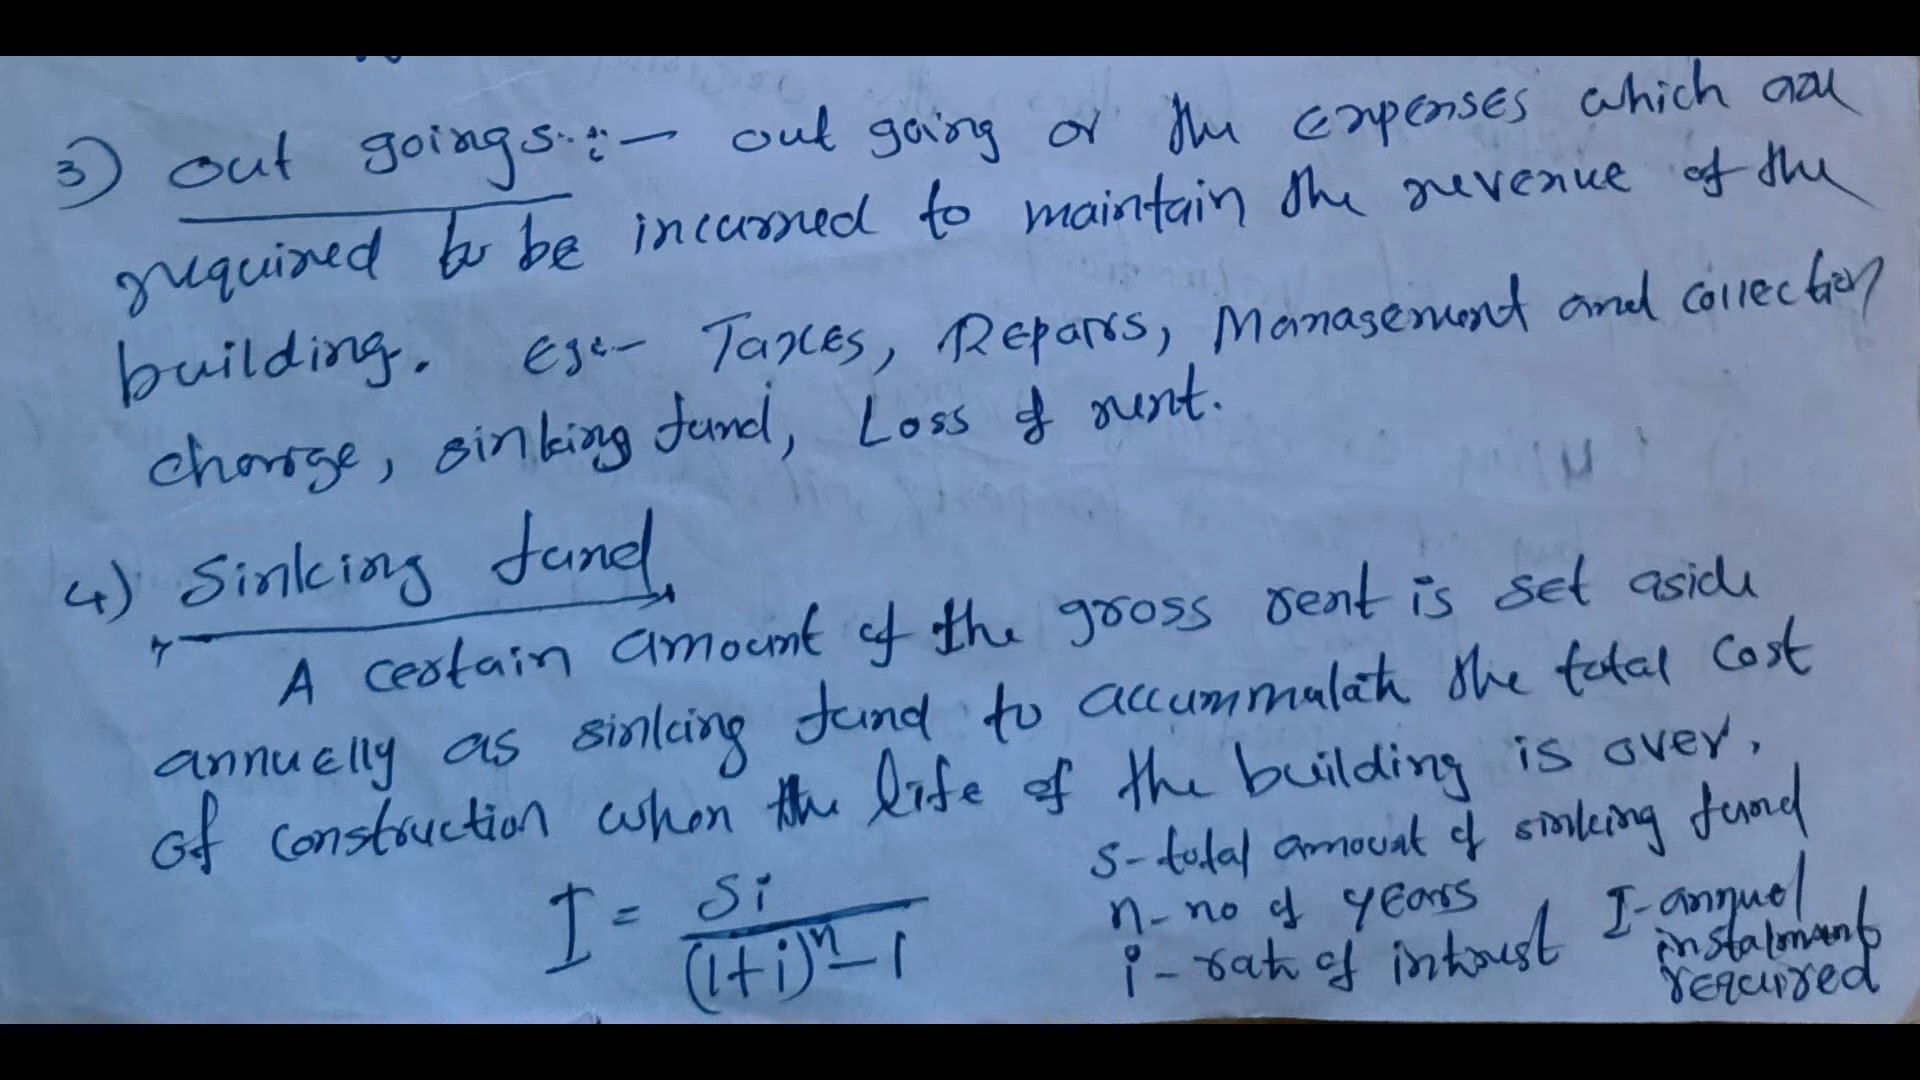 3) out goings :- out going or the expenses which are
required to be incurred to maintain the revenue of the
building. Eg:- Taxes, Repairs, Management and collection
charge, sinking fund, Loss of rent.
4) Sinking fund
A certain amount of the gross rent is set aside
annuelly as sinking fund to accummulate the total cost
of construction when the life of the building is over.
I = Si / (1+i)^n - 1
S - total amount of sinking fund
n - no of years
i - rate of intrest
I - annual
instalment
required